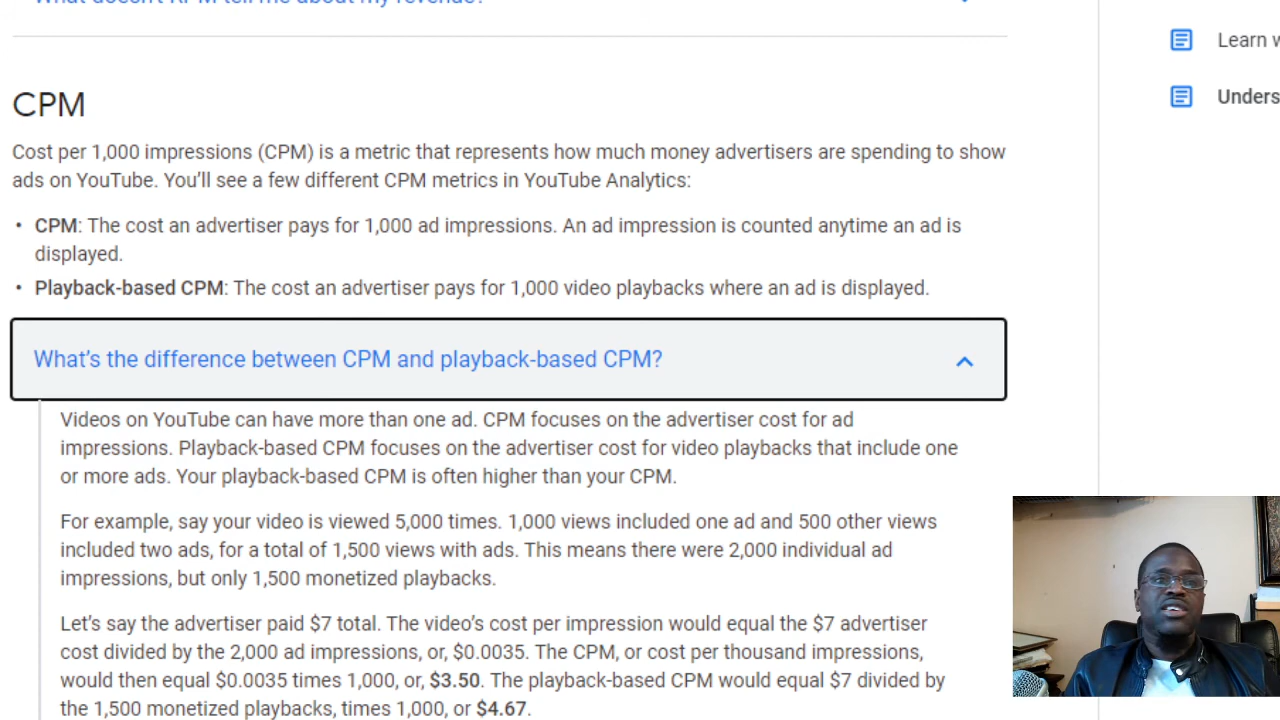 What doesn't RPM tell me about my revenue?
Learn w
CPM
Unders
Cost per 1,000 impressions (CPM) is a metric that represents how much money advertisers are spending to show
ads on YouTube. You'll see a few different CPM metrics in YouTube Analytics:
• CPM: The cost an advertiser pays for 1,000 ad impressions. An ad impression is counted anytime an ad is
displayed.
• Playback-based CPM: The cost an advertiser pays for 1,000 video playbacks where an ad is displayed.
What's the difference between CPM and playback-based CPM?
Videos on YouTube can have more than one ad. CPM focuses on the advertiser cost for ad
impressions. Playback-based CPM focuses on the advertiser cost for video playbacks that include one
or more ads. Your playback-based CPM is often higher than your CPM.
For example, say your video is viewed 5,000 times. 1,000 views included one ad and 500 other views
included two ads, for a total of 1,500 views with ads. This means there were 2,000 individual ad
impressions, but only 1,500 monetized playbacks.
Let's say the advertiser paid $7 total. The video's cost per impression would equal the $7 advertiser
cost divided by the 2,000 ad impressions, or, $0.0035. The CPM, or cost per thousand impressions,
would then equal $0.0035 times 1,000, or, $3.50. The playback-based CPM would equal $7 divided by
the 1,500 monetized playbacks, times 1,000, or $4.67.